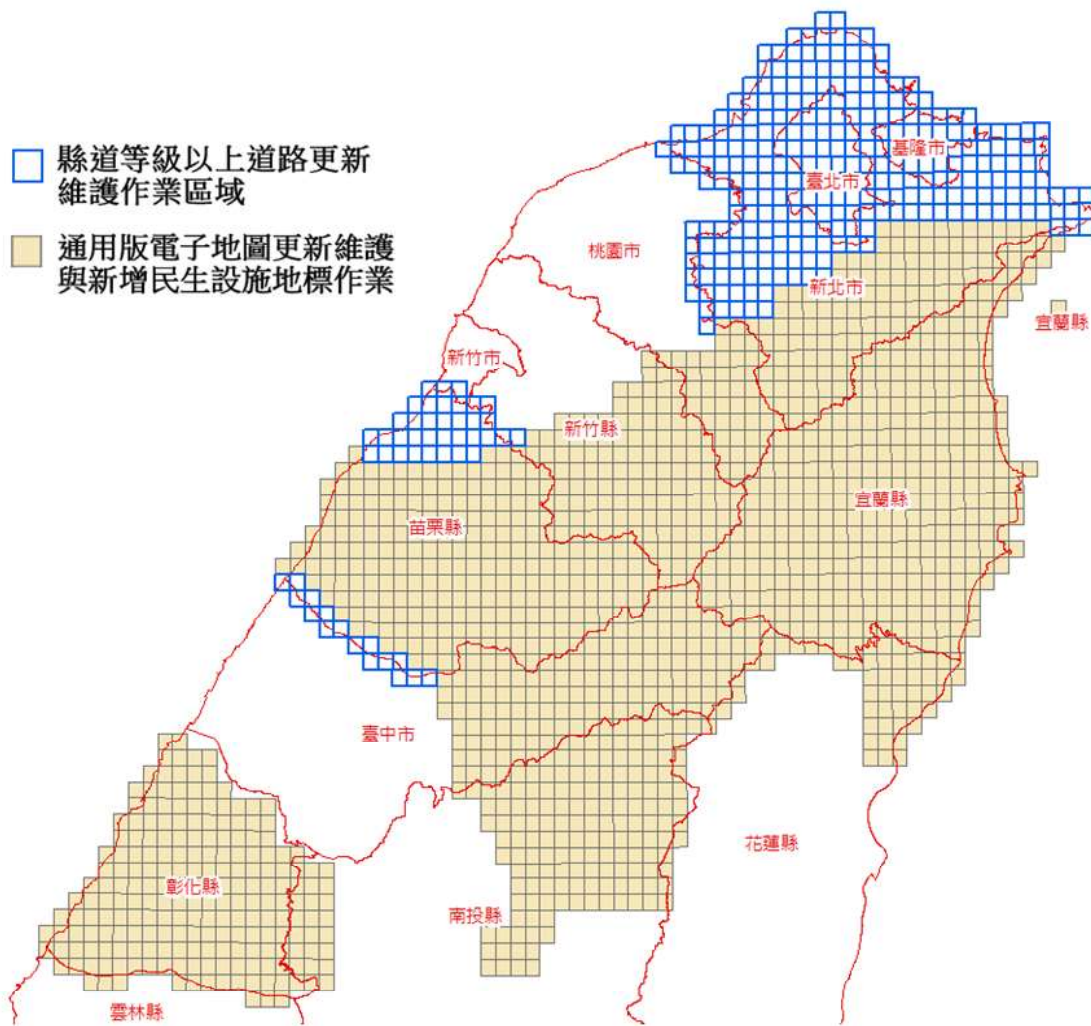 縣道等級以上道路更新
維護作業區域
通用版電子地圖更新維護
與新增民生設施地標作業
基隆市
臺北市
桃園市
新北市
宜蘭縣
新竹市
新竹縣
宜蘭縣
苗栗縣
臺中市
花蓮縣
彰化縣
南投縣
雲林縣